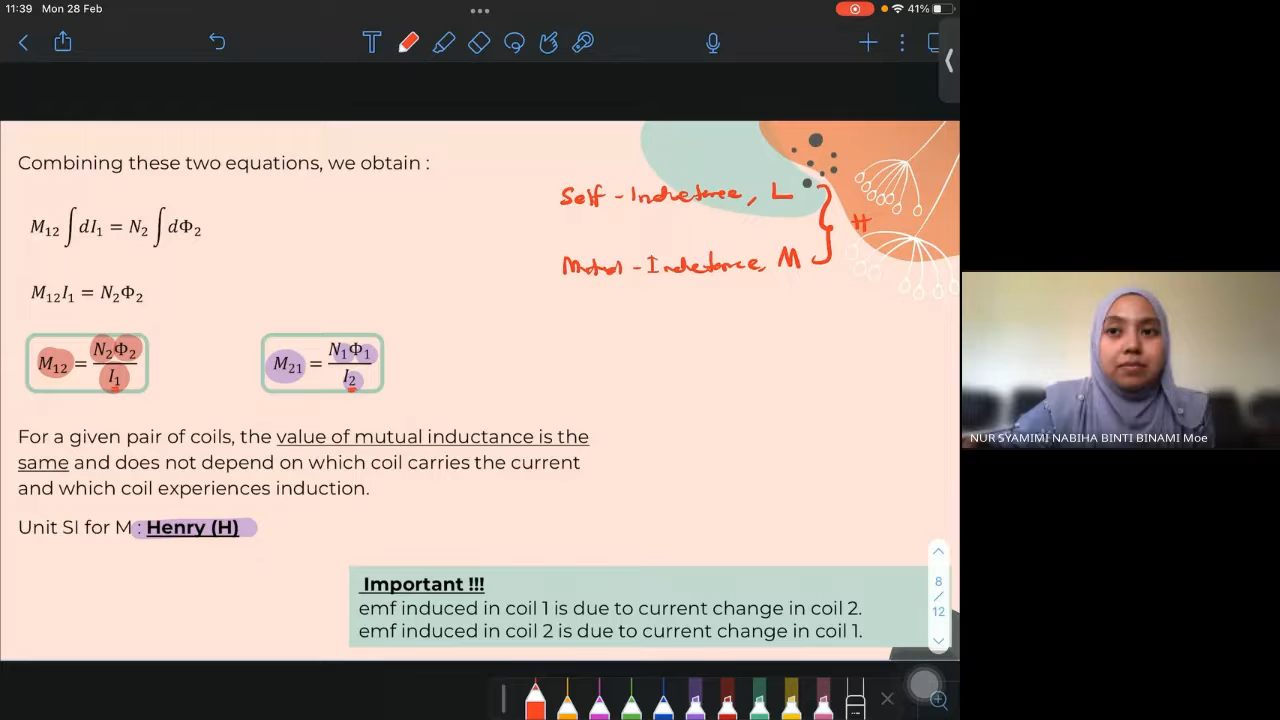 11:39 Mon 28 Feb
41%
Combining these two equations, we obtain :
M₁₂ ∫ dI₁ = N₂ ∫ dΦ₂
M₁₂I₁ = N₂Φ₂
M₁₂ = N₂Φ₂ / I₁
M₂₁ = N₁Φ₁ / I₂
Self - Inductance, L
Mutual - Inductance, M
H
For a given pair of coils, the value of mutual inductance is the
same and does not depend on which coil carries the current
and which coil experiences induction.
Unit SI for M : Henry (H)
Important !!!
emf induced in coil 1 is due to current change in coil 2.
emf induced in coil 2 is due to current change in coil 1.
8
/
12
NUR SYAMIMI NABIHA BINTI BINAMI Moe